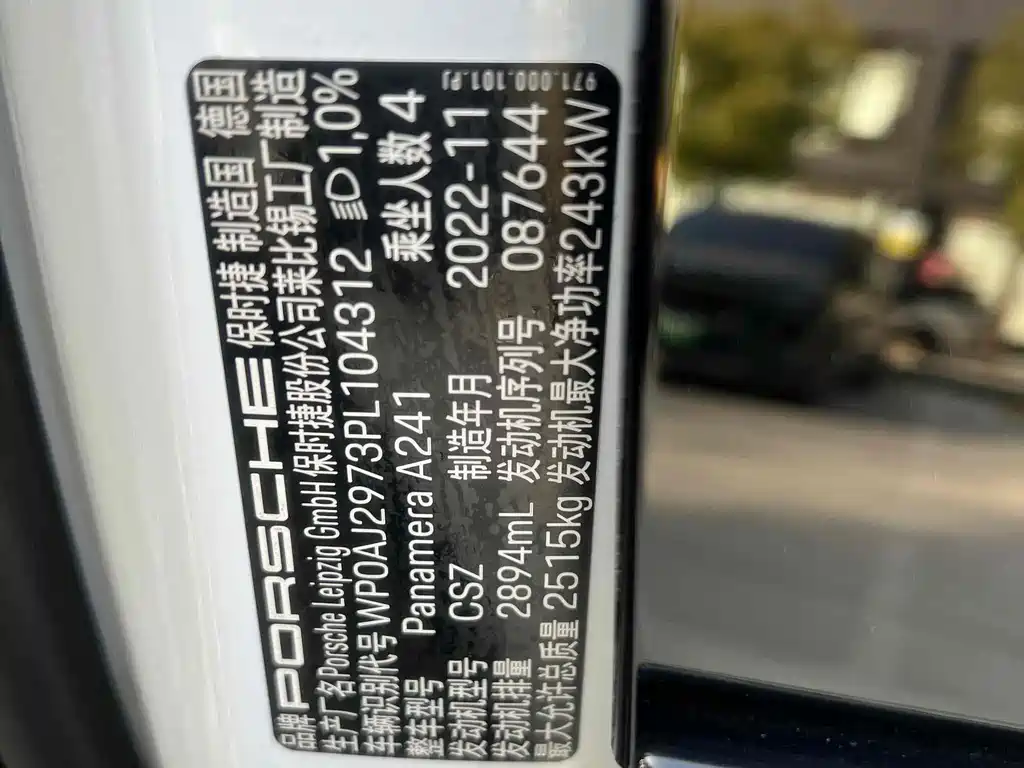 品牌 PORSCHE 保时捷 制造国 德国
生产厂名 Porsche Leipzig GmbH 保时捷股份公司莱比锡工厂制造
车辆识别代号 WP0AJ2973PL104312 1,0%
整车型号 Panamera A241 乘坐人数 4
发动机型号 CSZ 制造年月 2022-11
发动机排量 2894mL 发动机序列号 087644
最大允许总质量 2515kg 发动机最大净功率 243kW
971.000.101.PJ